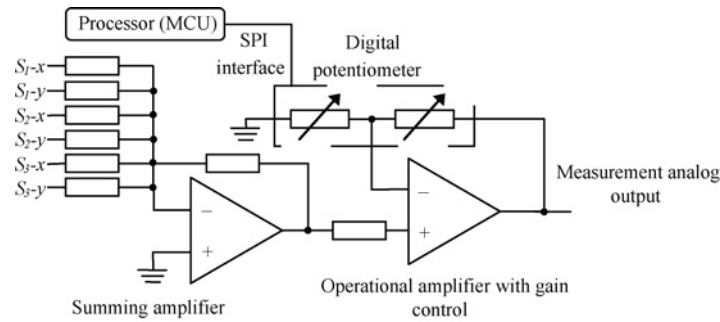 Processor (MCU)
SPI
interface
Digital
potentiometer
S1-x
S1-y
S2-x
S2-y
S3-x
S3-y
−
+
−
+
Measurement analog
output
Summing amplifier
Operational amplifier with gain
control